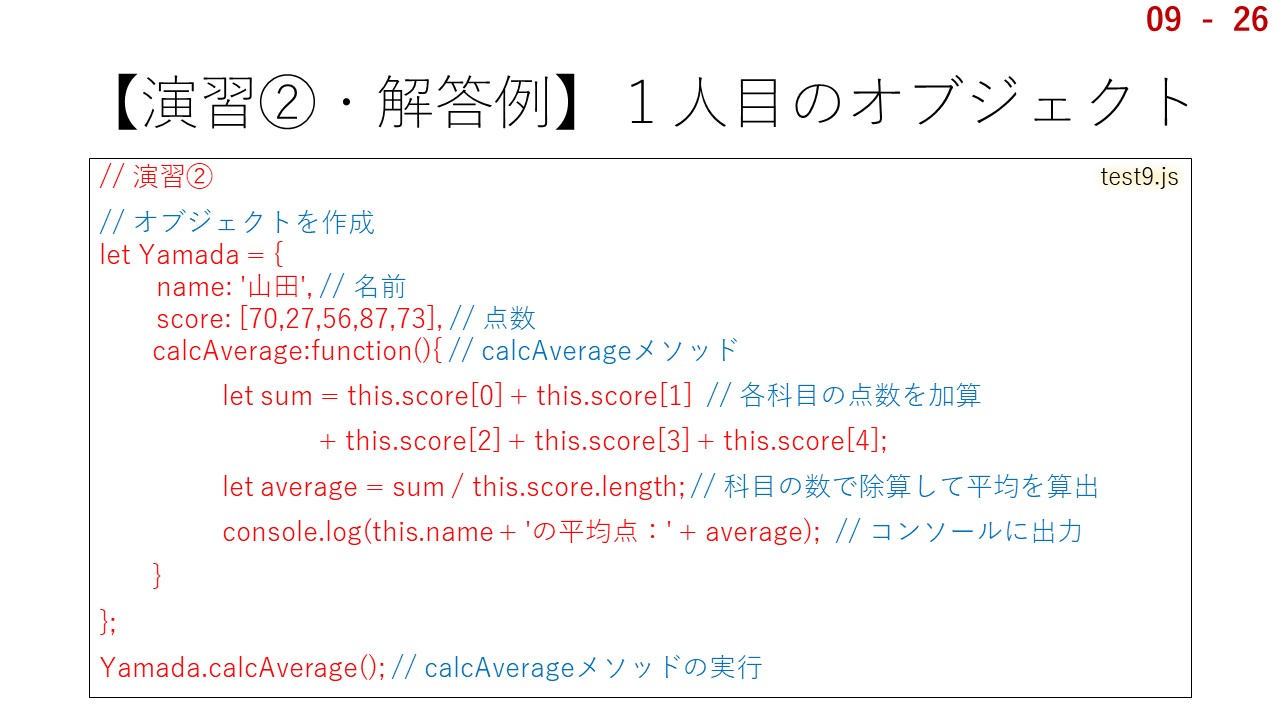 09 - 26
【演習②・解答例】１人目のオブジェクト
// 演習②
test9.js
// オブジェクトを作成
let Yamada = {
name: '山田', // 名前
score: [70,27,56,87,73], // 点数
calcAverage:function(){ // calcAverageメソッド
let sum = this.score[0] + this.score[1] // 各科目の点数を加算
+ this.score[2] + this.score[3] + this.score[4];
let average = sum / this.score.length; // 科目の数で除算して平均を算出
console.log(this.name + 'の平均点：' + average); // コンソールに出力
}
};
Yamada.calcAverage(); // calcAverageメソッドの実行